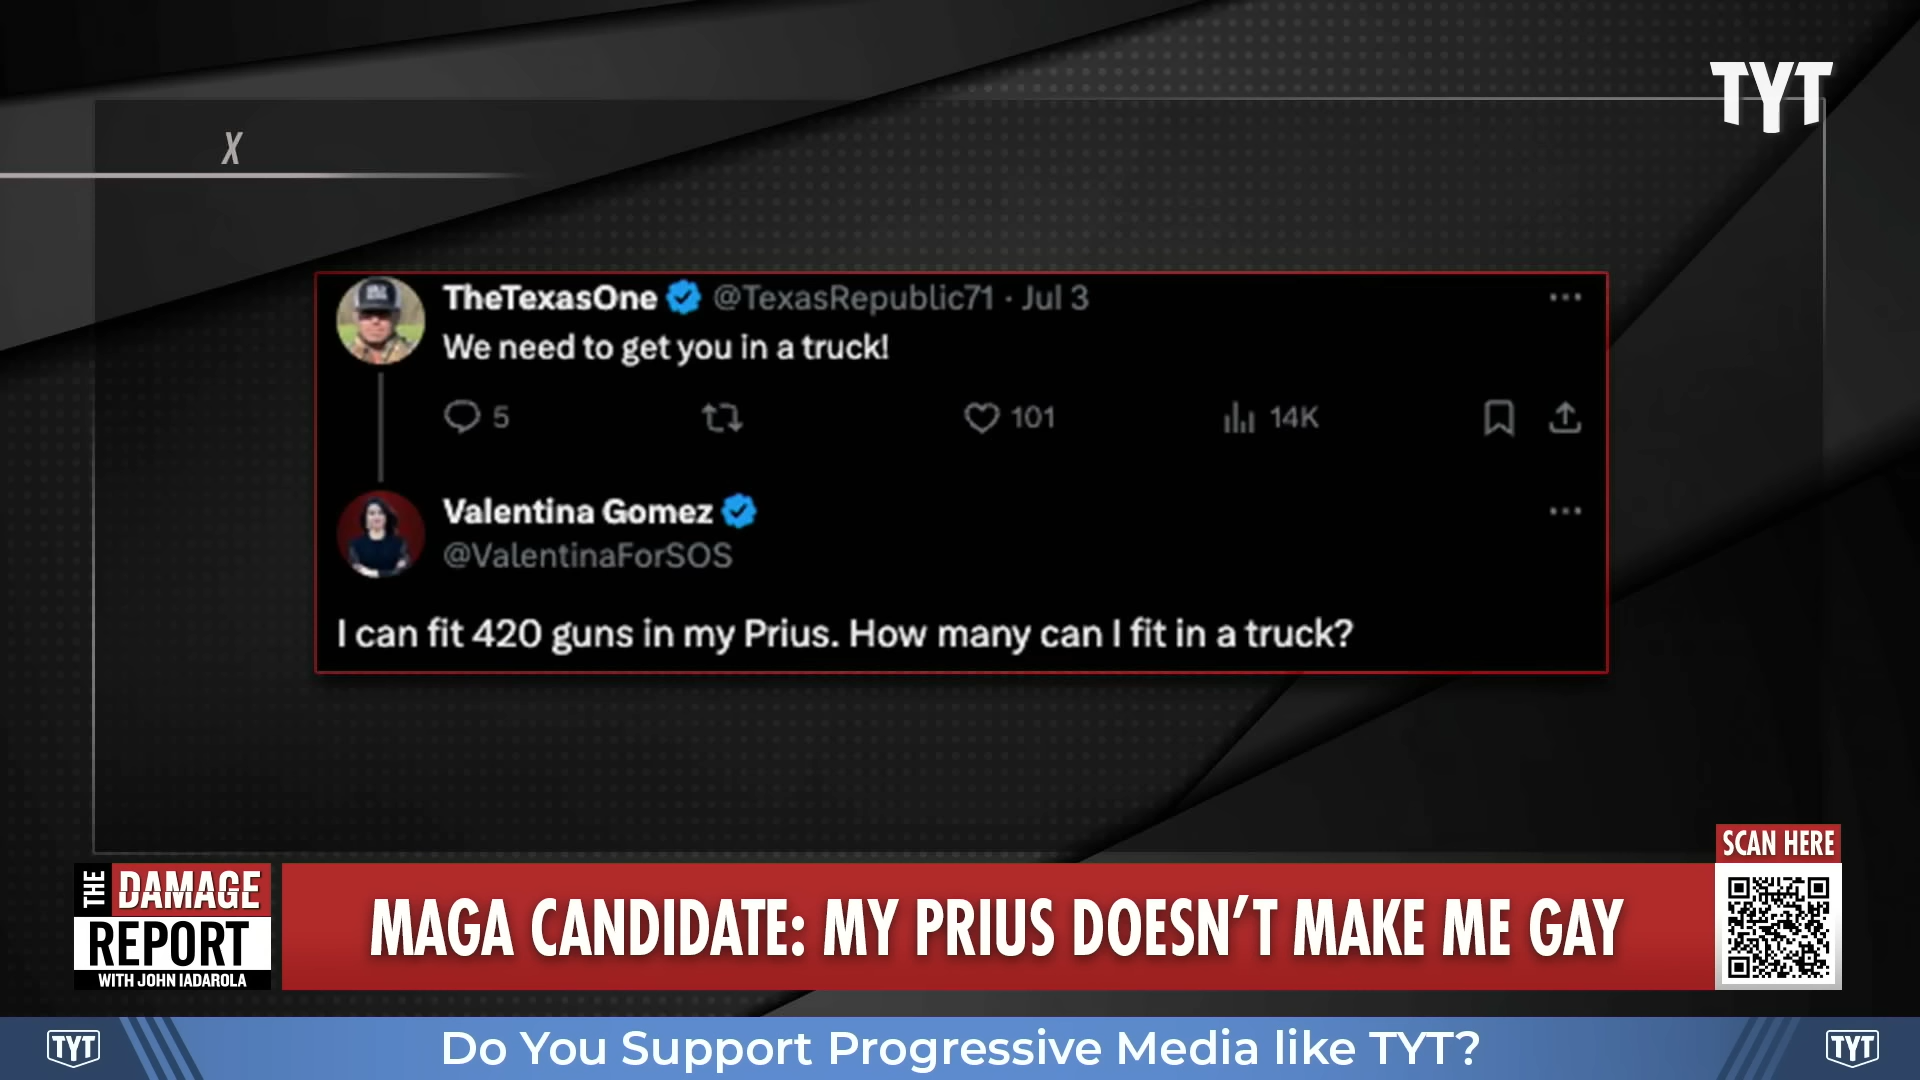 TYT
X
TheTexasOne @TexasRepublic71 · Jul 3
We need to get you in a truck!
5 101 14K
Valentina Gomez
@ValentinaForSOS
I can fit 420 guns in my Prius. How many can I fit in a truck?
SCAN HERE
THE DAMAGE REPORT
WITH JOHN IADAROLA
MAGA CANDIDATE: MY PRIUS DOESN'T MAKE ME GAY
TYT Do You Support Progressive Media like TYT? TYT